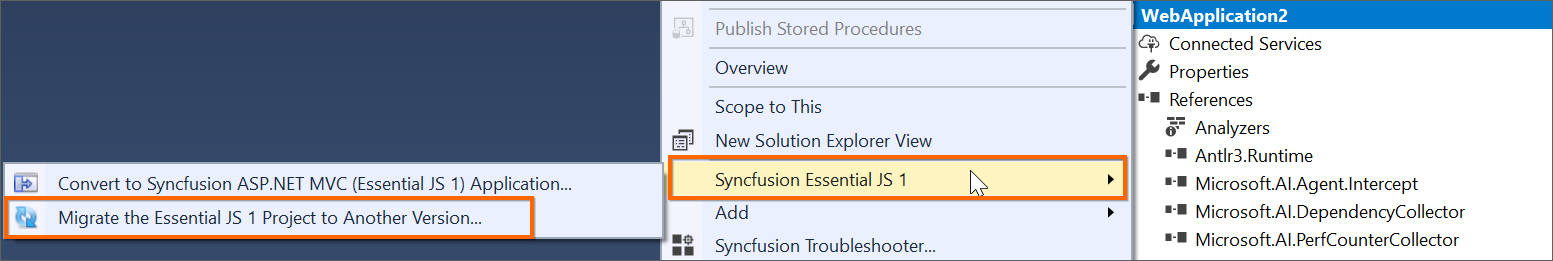 Publish Stored Procedures
Overview
Scope to This
New Solution Explorer View
Syncfusion Essential JS 1
Add
Syncfusion Troubleshooter...
Convert to Syncfusion ASP.NET MVC (Essential JS 1) Application...
Migrate the Essential JS 1 Project to Another Version...
WebApplication2
Connected Services
Properties
References
Analyzers
Antlr3.Runtime
Microsoft.AI.Agent.Intercept
Microsoft.AI.DependencyCollector
Microsoft.AI.PerfCounterCollector